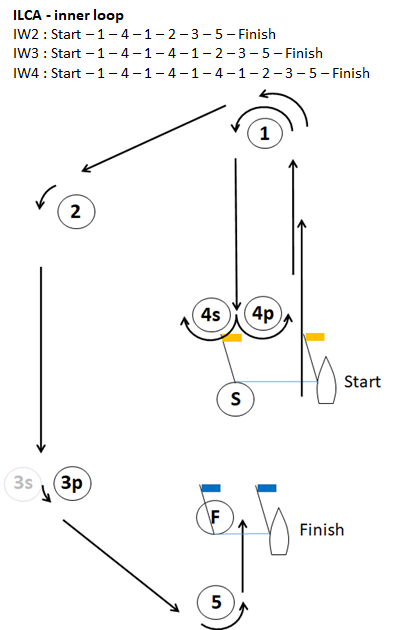 ILCA - inner loop
IW2 : Start – 1 – 4 – 1 – 2 – 3 – 5 – Finish
IW3 : Start – 1 – 4 – 1 – 4 – 1 – 2 – 3 – 5 – Finish
IW4 : Start – 1 – 4 – 1 – 4 – 1 – 4 – 1 – 2 – 3 – 5 – Finish
1
2
4s 4p
Start
S
3s 3p
F
Finish
5